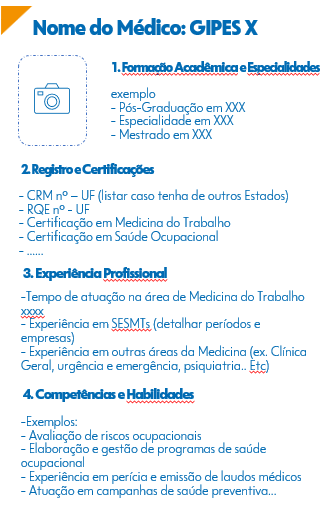 Nome do Médico: GIPES X
1. Formação Acadêmica e Especialidades
exemplo
- Pós-Graduação em XXX
- Especialidade em XXX
- Mestrado em XXX
2. Registro e Certificações
- CRM nº – UF (listar caso tenha de outros Estados)
- RQE nº - UF
- Certificação em Medicina do Trabalho
- Certificação em Saúde Ocupacional
- ......
3. Experiência Profissional
-Tempo de atuação na área de Medicina do Trabalho
xxxx
- Experiência em SESMTs (detalhar períodos e
empresas)
- Experiência em outras áreas da Medicina (ex. Clínica
Geral, urgência e emergência, psiquiatria.. Etc)
4. Competências e Habilidades
-Exemplos:
- Avaliação de riscos ocupacionais
- Elaboração e gestão de programas de saúde
ocupacional
- Experiência em perícia e emissão de laudos médicos
- Atuação em campanhas de saúde preventiva...